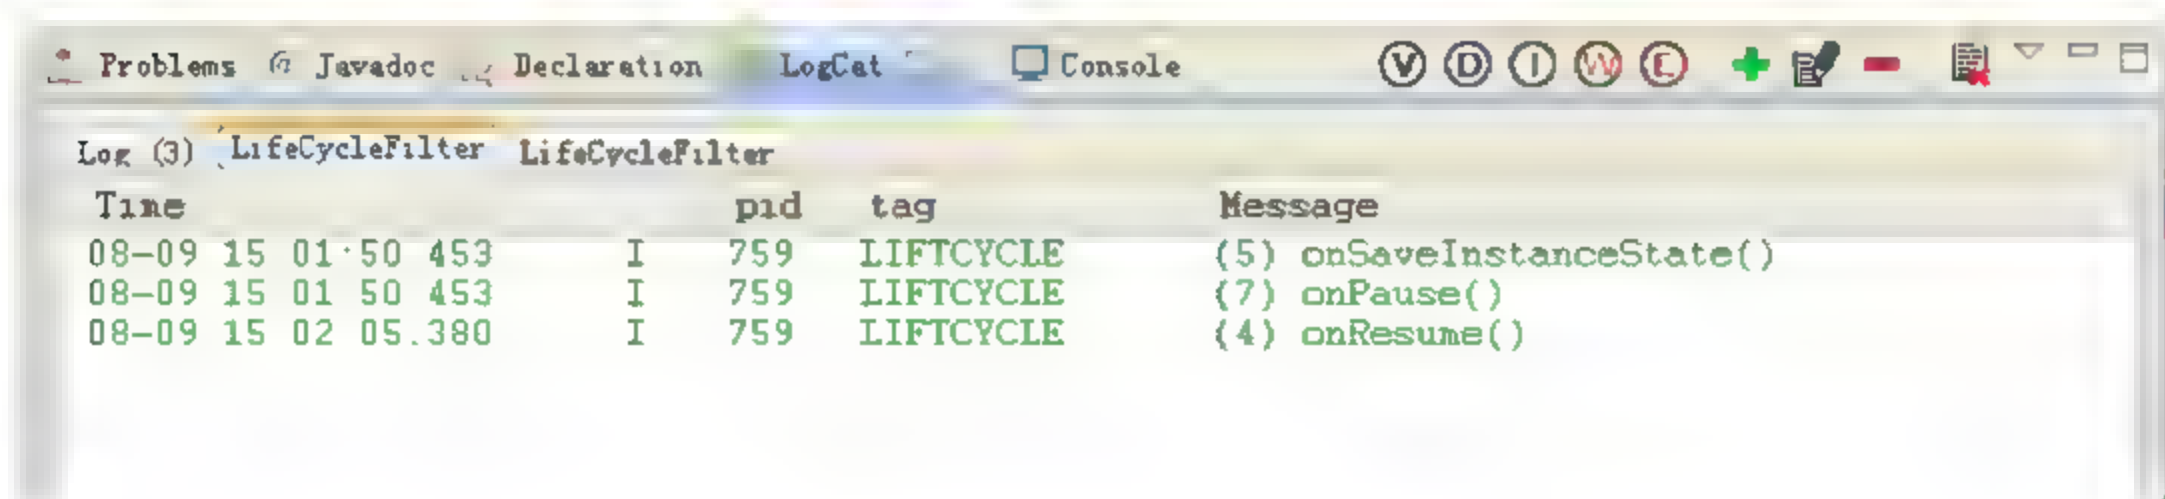 Problems Javadoc Declaration LogCat Console V D I W E
Log (3) LifeCycleFilter LifeCycleFilter
Time pid tag Message
08-09 15 01:50 453 I 759 LIFTCYCLE (5) onSaveInstanceState()
08-09 15 01 50 453 I 759 LIFTCYCLE (7) onPause()
08-09 15 02 05.380 I 759 LIFTCYCLE (4) onResume()